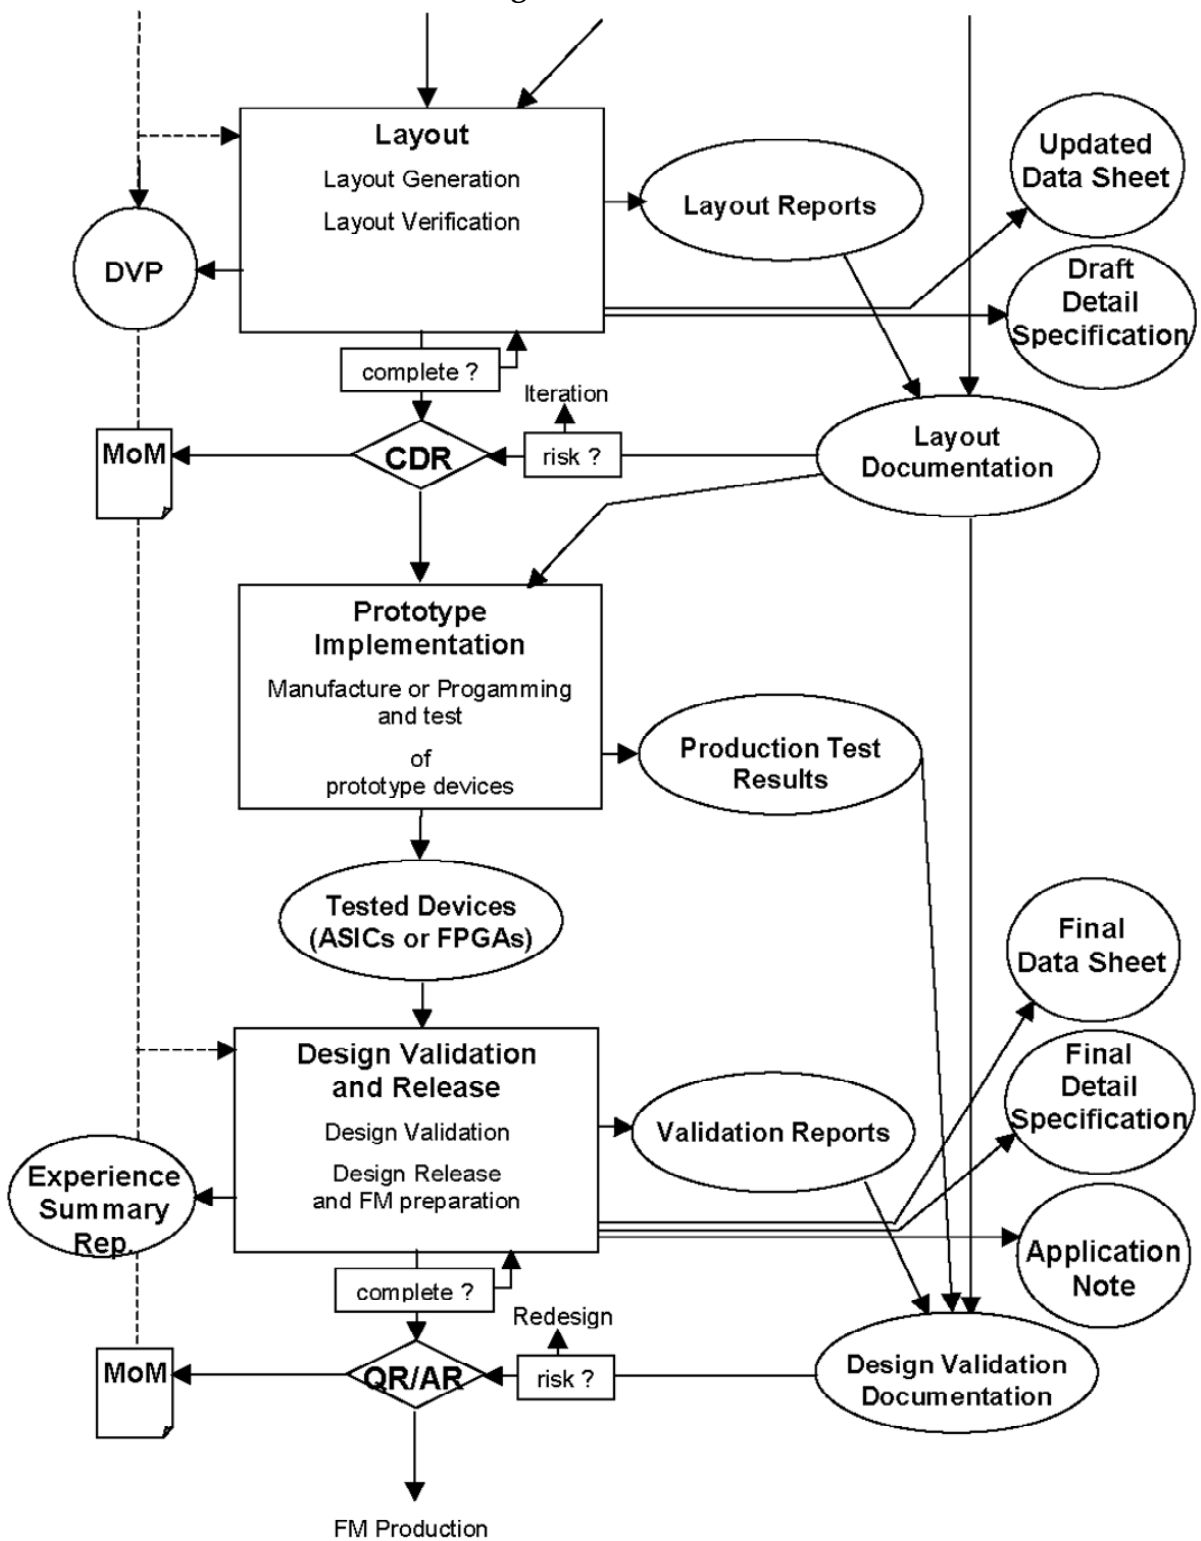 Layout
Layout Generation
Layout Verification
Layout Reports
Updated
Data Sheet
DVP
Draft
Detail
Specification
complete ?
Iteration
MoM
CDR
risk ?
Layout
Documentation
Prototype
Implementation
Manufacture or Progamming
and test
of
prototype devices
Production Test
Results
Tested Devices
(ASICs or FPGAs)
Final
Data Sheet
Design Validation
and Release
Design Validation
Design Release
and FM preparation
Validation Reports
Final
Detail
Specification
Experience
Summary
Rep.
Application
Note
complete ?
Redesign
MoM
QR/AR
risk ?
Design Validation
Documentation
FM Production